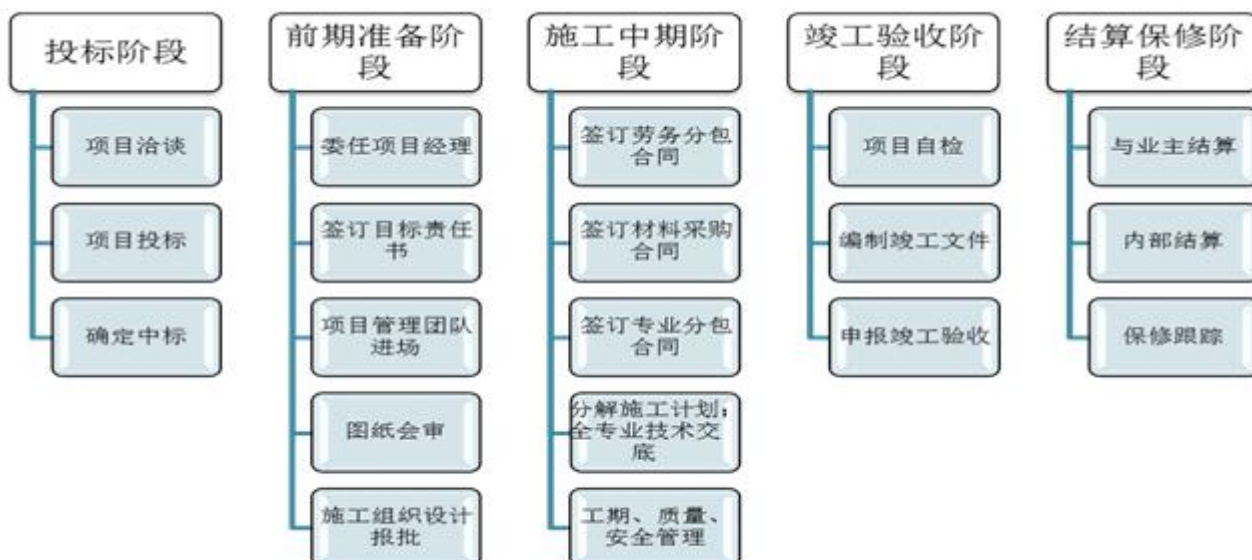 投标阶段
项目洽谈
项目投标
确定中标
前期准备阶
段
委任项目经理
签订目标责任
书
项目管理团队
进场
图纸会审
施工组织设计
报批
施工中期阶
段
签订劳务分包
合同
签订材料采购
合同
签订专业分包
合同
分解施工计划；
全专业技术交
底
工期、质量、
安全管理
竣工验收阶
段
项目自检
编制竣工文件
申报竣工验收
结算保修阶
段
与业主结算
内部结算
保修跟踪